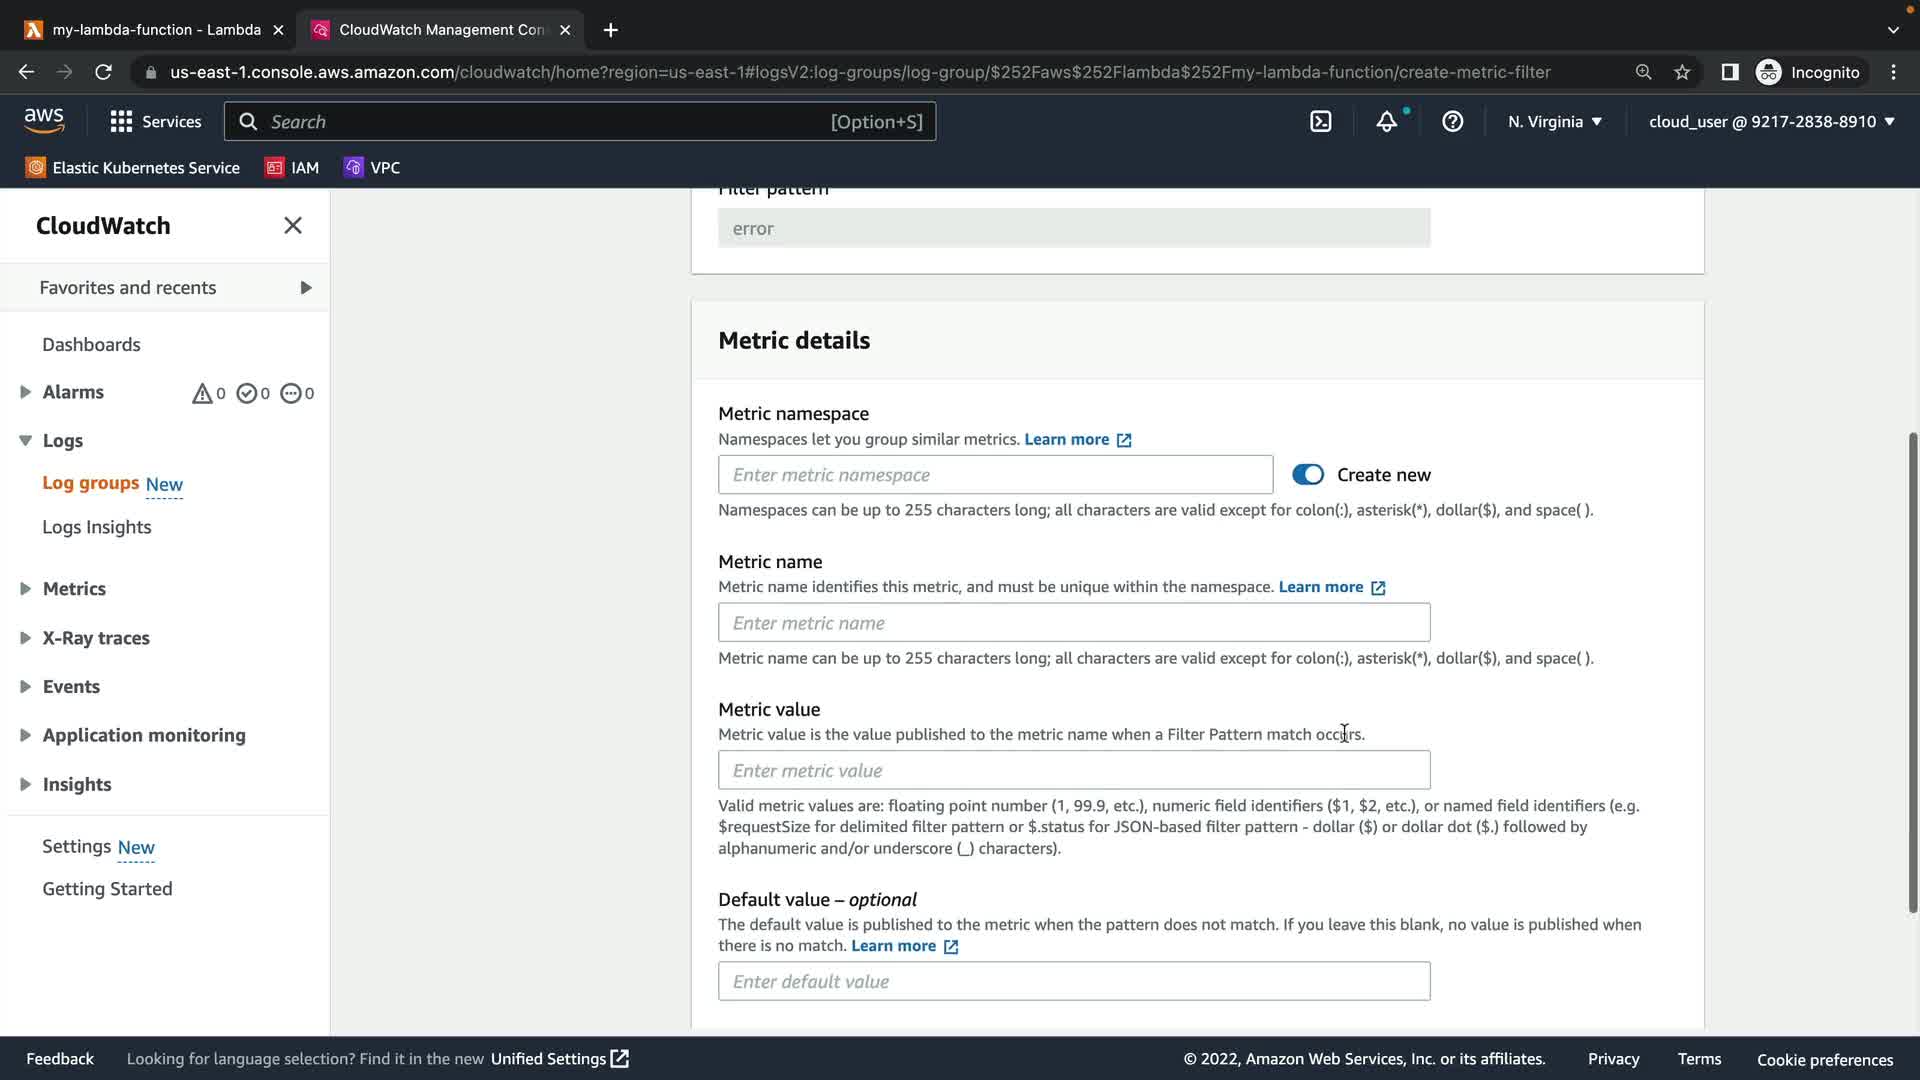 my-lambda-function - Lambda
CloudWatch Management Con
us-east-1.console.aws.amazon.com/cloudwatch/home?region=us-east-1#logsV2:log-groups/log-group/$252Faws$252Flambda$252Fmy-lambda-function/create-metric-filter
Incognito
aws
Services
Search
[Option+S]
N. Virginia
cloud_user @ 9217-2838-8910
Elastic Kubernetes Service
IAM
VPC
CloudWatch
Favorites and recents
Dashboards
Alarms
0
0
0
Logs
Log groups New
Logs Insights
Metrics
X-Ray traces
Events
Application monitoring
Insights
Settings New
Getting Started
Filter pattern
error
Metric details
Metric namespace
Namespaces let you group similar metrics. Learn more
Enter metric namespace
Create new
Namespaces can be up to 255 characters long; all characters are valid except for colon(:), asterisk(*), dollar($), and space( ).
Metric name
Metric name identifies this metric, and must be unique within the namespace. Learn more
Enter metric name
Metric name can be up to 255 characters long; all characters are valid except for colon(:), asterisk(*), dollar($), and space( ).
Metric value
Metric value is the value published to the metric name when a Filter Pattern match occurs.
Enter metric value
Valid metric values are: floating point number (1, 99.9, etc.), numeric field identifiers ($1, $2, etc.), or named field identifiers (e.g.
$requestSize for delimited filter pattern or $.status for JSON-based filter pattern - dollar ($) or dollar dot ($.) followed by
alphanumeric and/or underscore (_) characters).
Default value – optional
The default value is published to the metric when the pattern does not match. If you leave this blank, no value is published when
there is no match. Learn more
Enter default value
Feedback
Looking for language selection? Find it in the new Unified Settings
© 2022, Amazon Web Services, Inc. or its affiliates.
Privacy
Terms
Cookie preferences